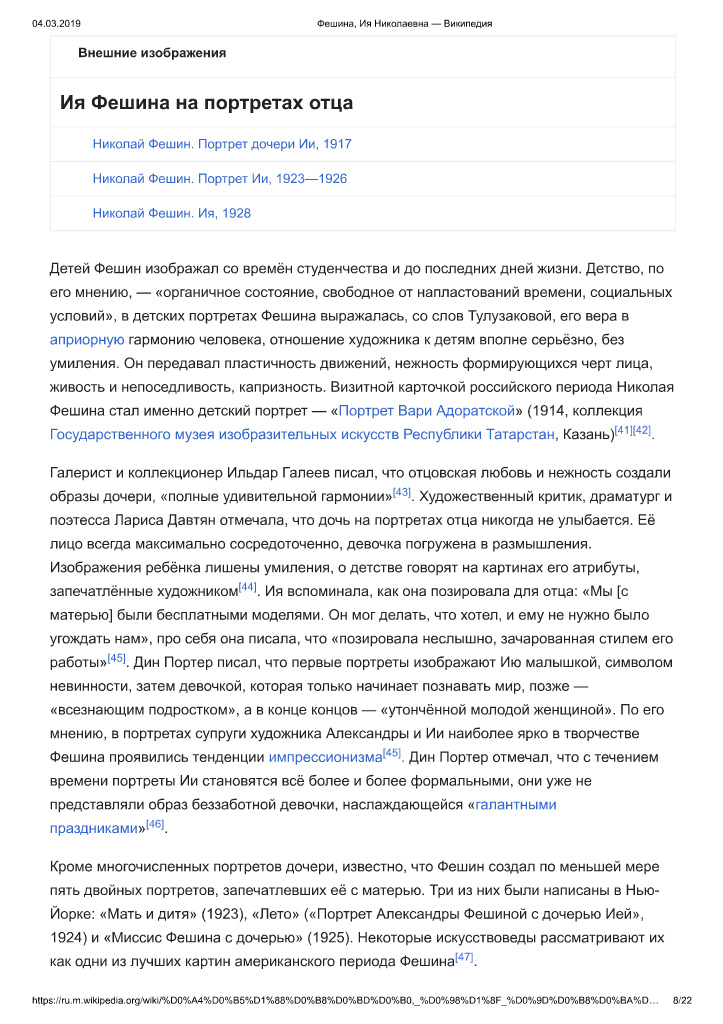 04.03.2019
Фешина, Ия Николаевна — Википедия
Внешние изображения
Ия Фешина на портретах отца
Николай Фешин. Портрет дочери Ии, 1917
Николай Фешин. Портрет Ии, 1923—1926
Николай Фешин. Ия, 1928
Детей Фешин изображал со времён студенчества и до последних дней жизни. Детство, по
его мнению, — «органичное состояние, свободное от напластований времени, социальных
условий», в детских портретах Фешина выражалась, со слов Тулузаковой, его вера в
априорную гармонию человека, отношение художника к детям вполне серьёзно, без
умиления. Он передавал пластичность движений, нежность формирующихся черт лица,
живость и непоседливость, капризность. Визитной карточкой российского периода Николая
Фешина стал именно детский портрет — «Портрет Вари Адоратской» (1914, коллекция
Государственного музея изобразительных искусств Республики Татарстан, Казань)[41][42].
Галерист и коллекционер Ильдар Галеев писал, что отцовская любовь и нежность создали
образы дочери, «полные удивительной гармонии»[43]. Художественный критик, драматург и
поэтесса Лариса Давтян отмечала, что дочь на портретах отца никогда не улыбается. Её
лицо всегда максимально сосредоточенно, девочка погружена в размышления.
Изображения ребёнка лишены умиления, о детстве говорят на картинах его атрибуты,
запечатлённые художником[44]. Ия вспоминала, как она позировала для отца: «Мы [с
матерью] были бесплатными моделями. Он мог делать, что хотел, и ему не нужно было
угождать нам», про себя она писала, что «позировала неслышно, зачарованная стилем его
работы»[45]. Дин Портер писал, что первые портреты изображают Ию малышкой, символом
невинности, затем девочкой, которая только начинает познавать мир, позже —
«всезнающим подростком», а в конце концов — «утончённой молодой женщиной». По его
мнению, в портретах супруги художника Александры и Ии наиболее ярко в творчестве
Фешина проявились тенденции импрессионизма[45]. Дин Портер отмечал, что с течением
времени портреты Ии становятся всё более и более формальными, они уже не
представляли образ беззаботной девочки, наслаждающейся «галантными
праздниками»[46].
Кроме многочисленных портретов дочери, известно, что Фешин создал по меньшей мере
пять двойных портретов, запечатлевших её с матерью. Три из них были написаны в Нью-
Йорке: «Мать и дитя» (1923), «Лето» («Портрет Александры Фешиной с дочерью Ией»,
1924) и «Миссис Фешина с дочерью» (1925). Некоторые искусствоведы рассматривают их
как одни из лучших картин американского периода Фешина[47].
https://ru.m.wikipedia.org/wiki/%D0%A4%D0%B5%D1%88%D0%B8%D0%BD%D0%B0,_%D0%98%D1%8F_%D0%9D%D0%B8%D0%BA%D…
8/22